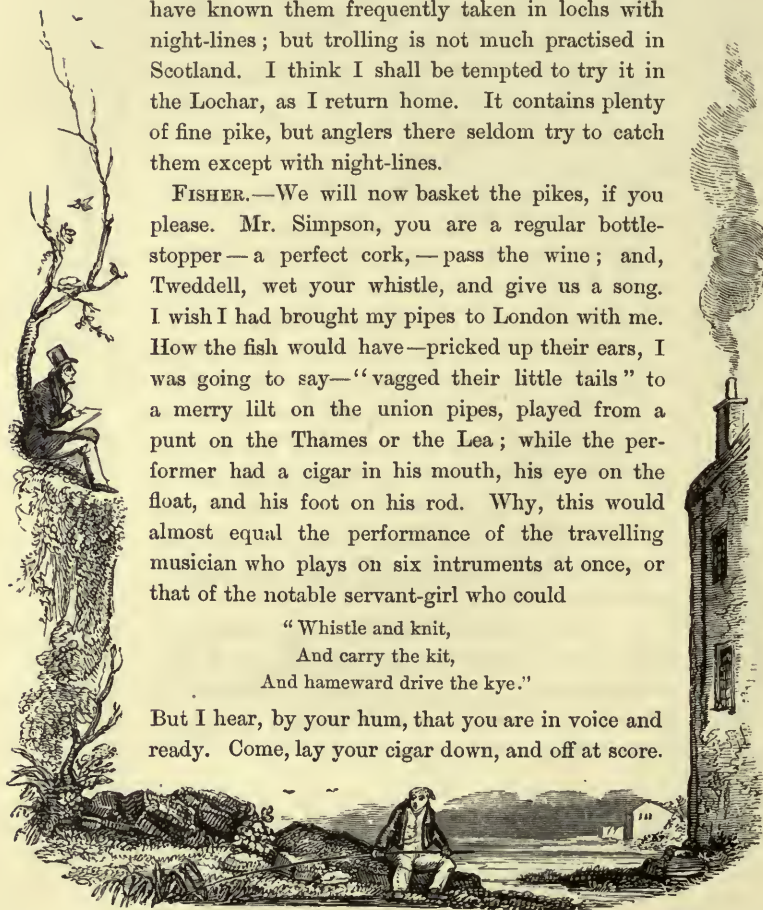 have known them frequently taken in lochs with
night-lines; but trolling is not much practised in
Scotland. I think I shall be tempted to try it in
the Lochar, as I return home. It contains plenty
of fine pike, but anglers there seldom try to catch
them except with night-lines.
FISHER.—We will now basket the pikes, if you
please. Mr. Simpson, you are a regular bottle-
stopper — a perfect cork, — pass the wine; and,
Tweddell, wet your whistle, and give us a song.
I wish I had brought my pipes to London with me.
How the fish would have—pricked up their ears, I
was going to say—"vagged their little tails" to
a merry lilt on the union pipes, played from a
punt on the Thames or the Lea; while the per-
former had a cigar in his mouth, his eye on the
float, and his foot on his rod. Why, this would
almost equal the performance of the travelling
musician who plays on six intruments at once, or
that of the notable servant-girl who could
"Whistle and knit,
And carry the kit,
And hameward drive the kye."
But I hear, by your hum, that you are in voice and
ready. Come, lay your cigar down, and off at score.